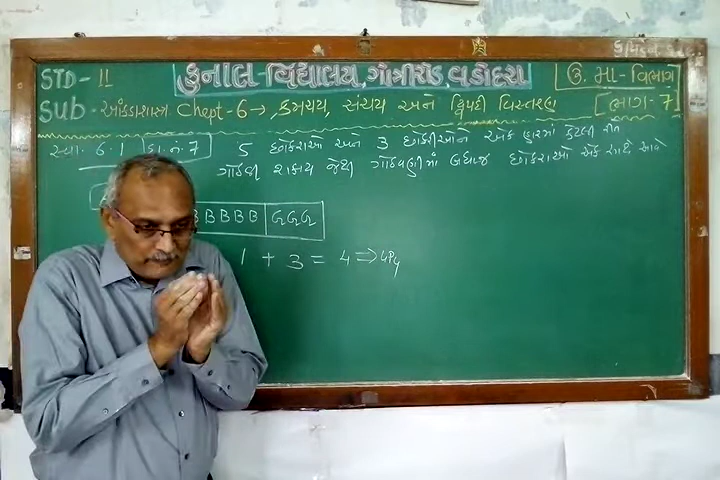 કુનાલ-વિદ્યાલય, ગોત્રીરોડ, વડોદરા
STD - 11
ઉ. મા - વિભાગ
SUB - આંકડાશાસ્ત્ર Chept-6 → ક્રમચય, સંચય અને દ્વિપદી વિસ્તરણ
[ભાગ-7]
સ્વા. 6.1 દા.નં.7 5 છોકરાઓ અને 3 છોકરીઓને એક હારમાં કેટલી રીતે
ગોઠવી શકાય જેથી ગોઠવણીમાં બધાજ છોકરાઓ એક સાથે આવે
BBBBB GGG
1 + 3 = 4 ⇒ 4P4